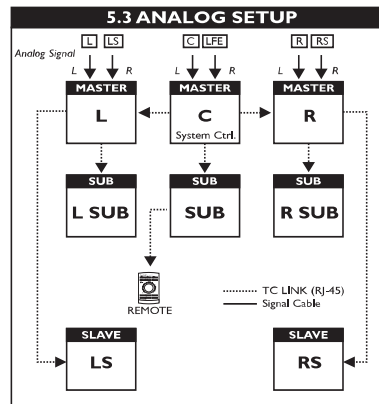 5.3 ANALOG SETUP
L LS C LFE R RS
Analog Signal
L R L R L R
MASTER MASTER MASTER
L C R
System Ctrl.
SUB SUB SUB
L SUB SUB R SUB
REMOTE
TC LINK (RJ-45)
Signal Cable
SLAVE SLAVE
LS RS